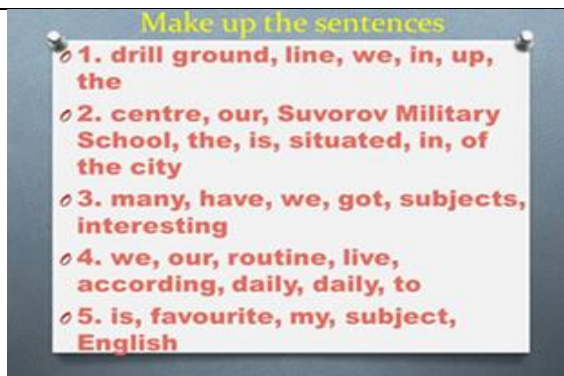 Make up the sentences
1. drill ground, line, we, in, up,
the
2. centre, our, Suvorov Military
School, the, is, situated, in, of
the city
3. many, have, we, got, subjects,
interesting
4. we, our, routine, live,
according, daily, daily, to
5. is, favourite, my, subject,
English